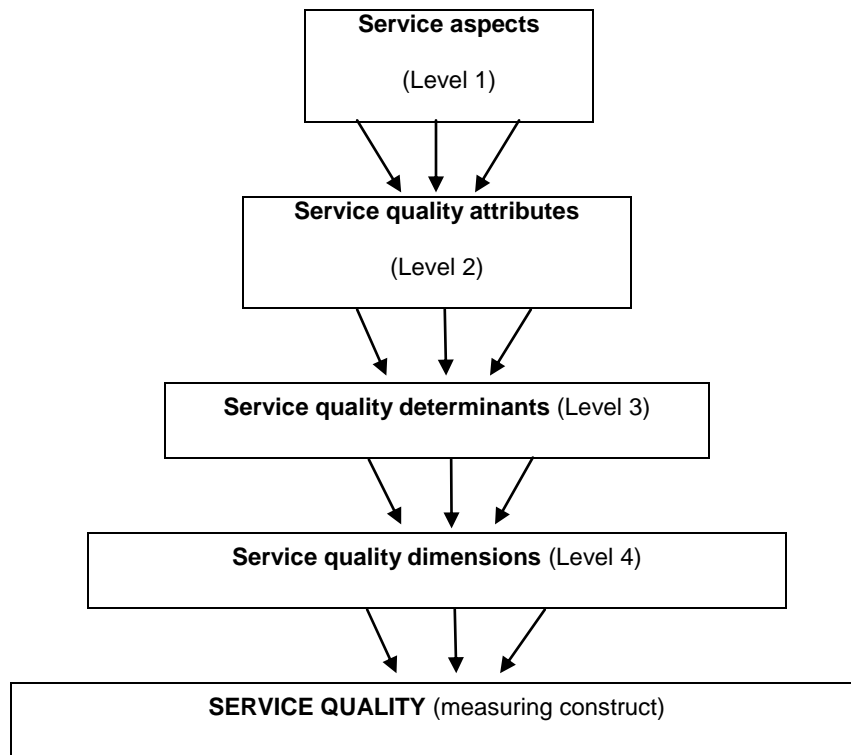 Service aspects
(Level 1)
Service quality attributes
(Level 2)
Service quality determinants (Level 3)
Service quality dimensions (Level 4)
SERVICE QUALITY (measuring construct)